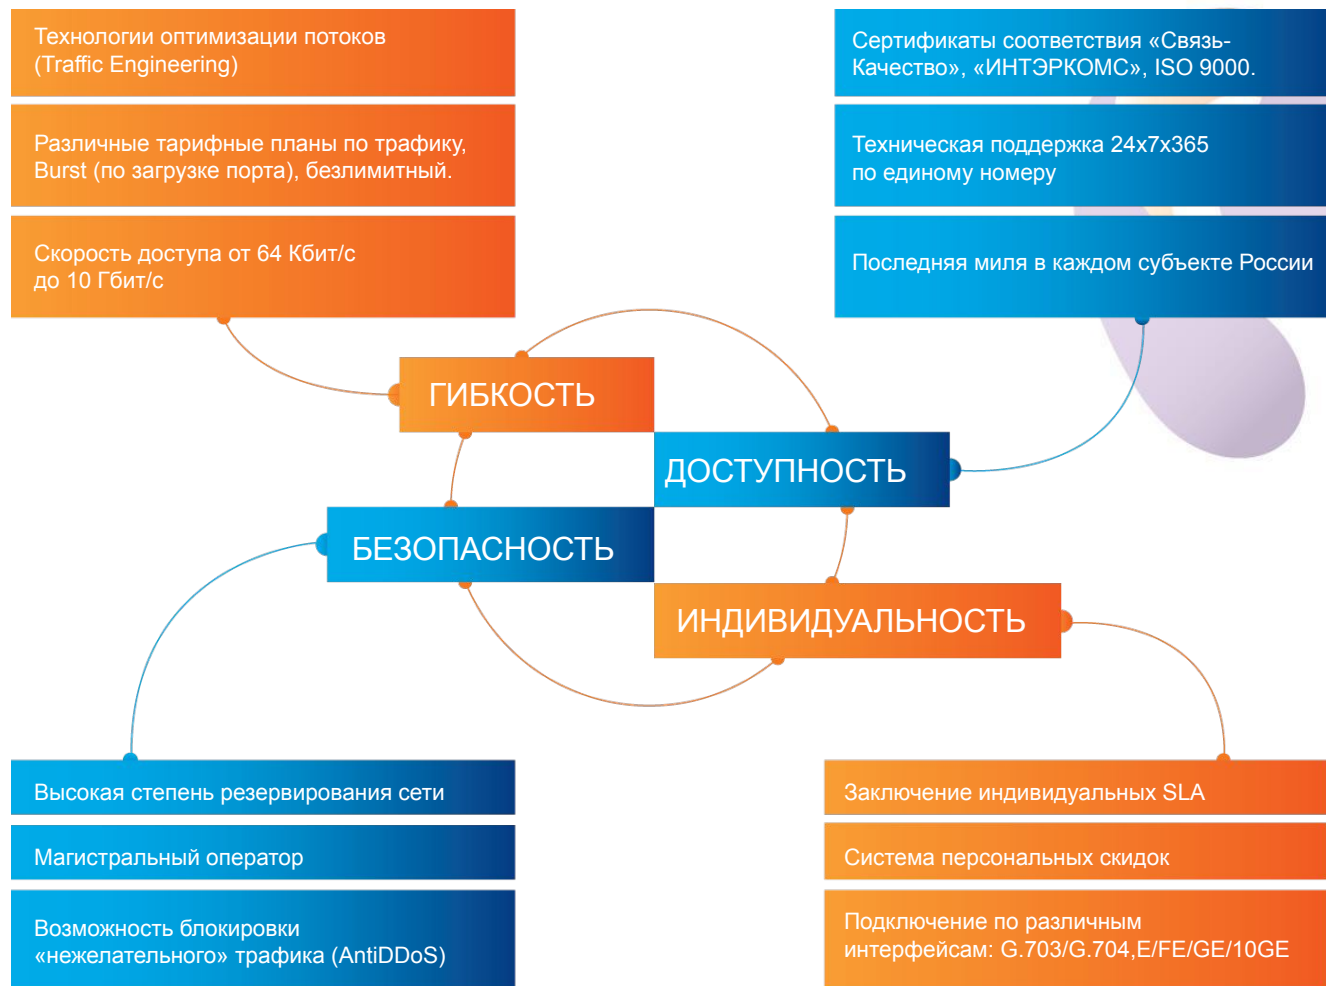 Технологии оптимизации потоков
(Traffic Engineering)
Различные тарифные планы по трафику,
Burst (по загрузке порта), безлимитный.
Скорость доступа от 64 Кбит/с
до 10 Гбит/с
Сертификаты соответствия «Связь-
Качество», «ИНТЭРКОМС», ISO 9000.
Техническая поддержка 24x7x365
по единому номеру
Последняя миля в каждом субъекте России
ГИБКОСТЬ
ДОСТУПНОСТЬ
БЕЗОПАСНОСТЬ
ИНДИВИДУАЛЬНОСТЬ
Высокая степень резервирования сети
Магистральный оператор
Возможность блокировки
«нежелательного» трафика (AntiDDoS)
Заключение индивидуальных SLA
Система персональных скидок
Подключение по различным
интерфейсам: G.703/G.704,E/FE/GE/10GE